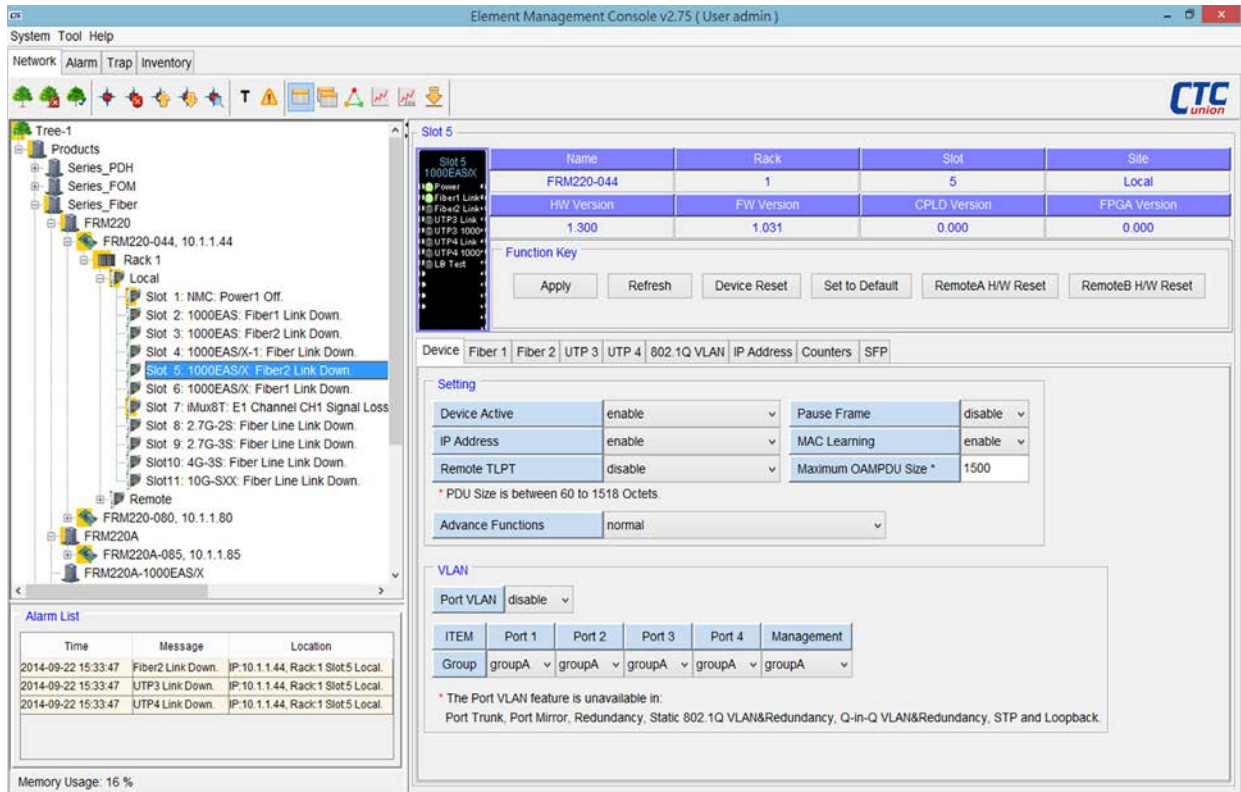 CTC
Element Management Console v2.75 ( User admin )
System Tool Help
Network Alarm Trap Inventory
T
CTC
union
Tree-1
Products
Series_PDH
Series_FOM
Series_Fiber
FRM220
FRM220-044, 10.1.1.44
Rack 1
Local
Slot 1: NMC: Power1 Off.
Slot 2: 1000EAS: Fiber1 Link Down.
Slot 3: 1000EAS: Fiber2 Link Down.
Slot 4: 1000EAS/X-1: Fiber Link Down.
Slot 5: 1000EAS/X: Fiber2 Link Down.
Slot 6: 1000EAS/X: Fiber1 Link Down.
Slot 7: iMux8T: E1 Channel CH1 Signal Loss
Slot 8: 2.7G-2S: Fiber Line Link Down.
Slot 9: 2.7G-3S: Fiber Line Link Down.
Slot10: 4G-3S: Fiber Line Link Down.
Slot11: 10G-SXX: Fiber Line Link Down.
Remote
FRM220-080, 10.1.1.80
FRM220A
FRM220A-085, 10.1.1.85
FRM220A-1000EAS/X
Alarm List
Time Message Location
2014-09-22 15:33:47 Fiber2 Link Down. IP:10.1.1.44, Rack:1 Slot:5 Local.
2014-09-22 15:33:47 UTP3 Link Down. IP:10.1.1.44, Rack:1 Slot:5 Local.
2014-09-22 15:33:47 UTP4 Link Down. IP:10.1.1.44, Rack:1 Slot:5 Local.
Memory Usage: 16 %
Slot 5
Slot 5
1000EAS/X
Power
Fiber1 Link
Fiber2 Link
UTP3 Link
UTP3 1000
UTP4 Link
UTP4 1000
LB Test
Name Rack Slot Site
FRM220-044 1 5 Local
HW Version FW Version CPLD Version FPGA Version
1.300 1.031 0.000 0.000
Function Key
Apply Refresh Device Reset Set to Default RemoteA H/W Reset RemoteB H/W Reset
Device Fiber 1 Fiber 2 UTP 3 UTP 4 802.1Q VLAN IP Address Counters SFP
Setting
Device Active enable Pause Frame disable
IP Address enable MAC Learning enable
Remote TLPT disable Maximum OAMPDU Size * 1500
* PDU Size is between 60 to 1518 Octets.
Advance Functions normal
VLAN
Port VLAN disable
ITEM Port 1 Port 2 Port 3 Port 4 Management
Group groupA groupA groupA groupA groupA
* The Port VLAN feature is unavailable in:
Port Trunk, Port Mirror, Redundancy, Static 802.1Q VLAN&Redundancy, Q-in-Q VLAN&Redundancy, STP and Loopback.